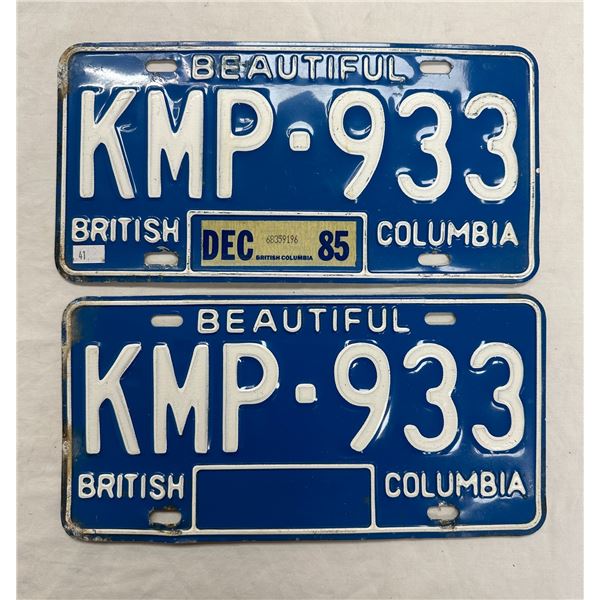 BEAUTIFUL
KMP·933
BRITISH DEC 68359196 85 COLUMBIA
BRITISH COLUMBIA
41
BEAUTIFUL
KMP·933
BRITISH COLUMBIA